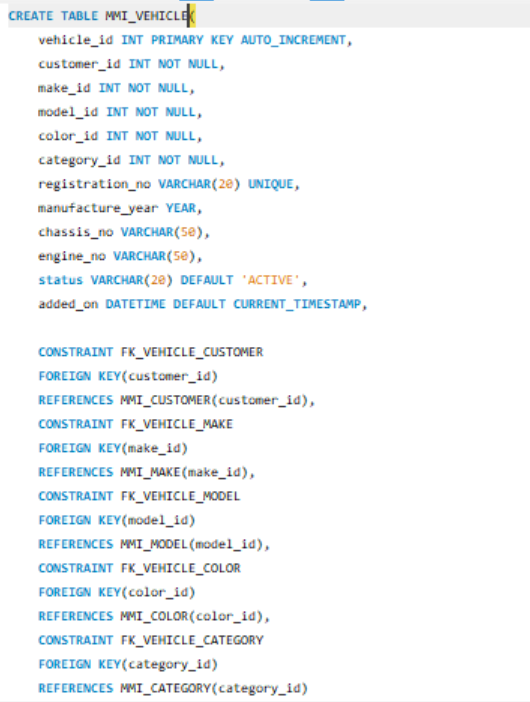 CREATE TABLE MMI_VEHICLE(
vehicle_id INT PRIMARY KEY AUTO_INCREMENT,
customer_id INT NOT NULL,
make_id INT NOT NULL,
model_id INT NOT NULL,
color_id INT NOT NULL,
category_id INT NOT NULL,
registration_no VARCHAR(20) UNIQUE,
manufacture_year YEAR,
chassis_no VARCHAR(50),
engine_no VARCHAR(50),
status VARCHAR(20) DEFAULT 'ACTIVE',
added_on DATETIME DEFAULT CURRENT_TIMESTAMP,
CONSTRAINT FK_VEHICLE_CUSTOMER
FOREIGN KEY(customer_id)
REFERENCES MMI_CUSTOMER(customer_id),
CONSTRAINT FK_VEHICLE_MAKE
FOREIGN KEY(make_id)
REFERENCES MMI_MAKE(make_id),
CONSTRAINT FK_VEHICLE_MODEL
FOREIGN KEY(model_id)
REFERENCES MMI_MODEL(model_id),
CONSTRAINT FK_VEHICLE_COLOR
FOREIGN KEY(color_id)
REFERENCES MMI_COLOR(color_id),
CONSTRAINT FK_VEHICLE_CATEGORY
FOREIGN KEY(category_id)
REFERENCES MMI_CATEGORY(category_id)